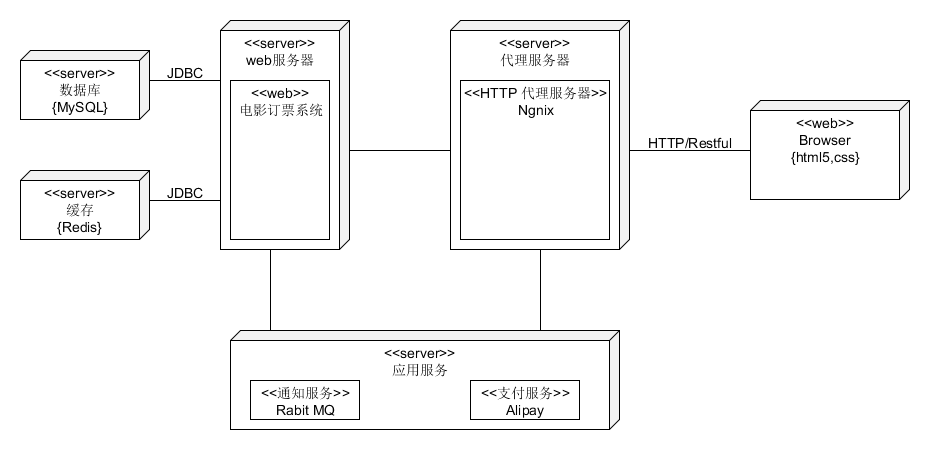 <<server>>
数据库
{MySQL}
JDBC
<<server>>
缓存
{Redis}
JDBC
<<server>>
web服务器
<<web>>
电影订票系统
<<server>>
代理服务器
<<HTTP 代理服务器>>
Ngnix
HTTP/Restful
<<web>>
Browser
{html5,css}
<<server>>
应用服务
<<通知服务>>
Rabit MQ
<<支付服务>>
Alipay